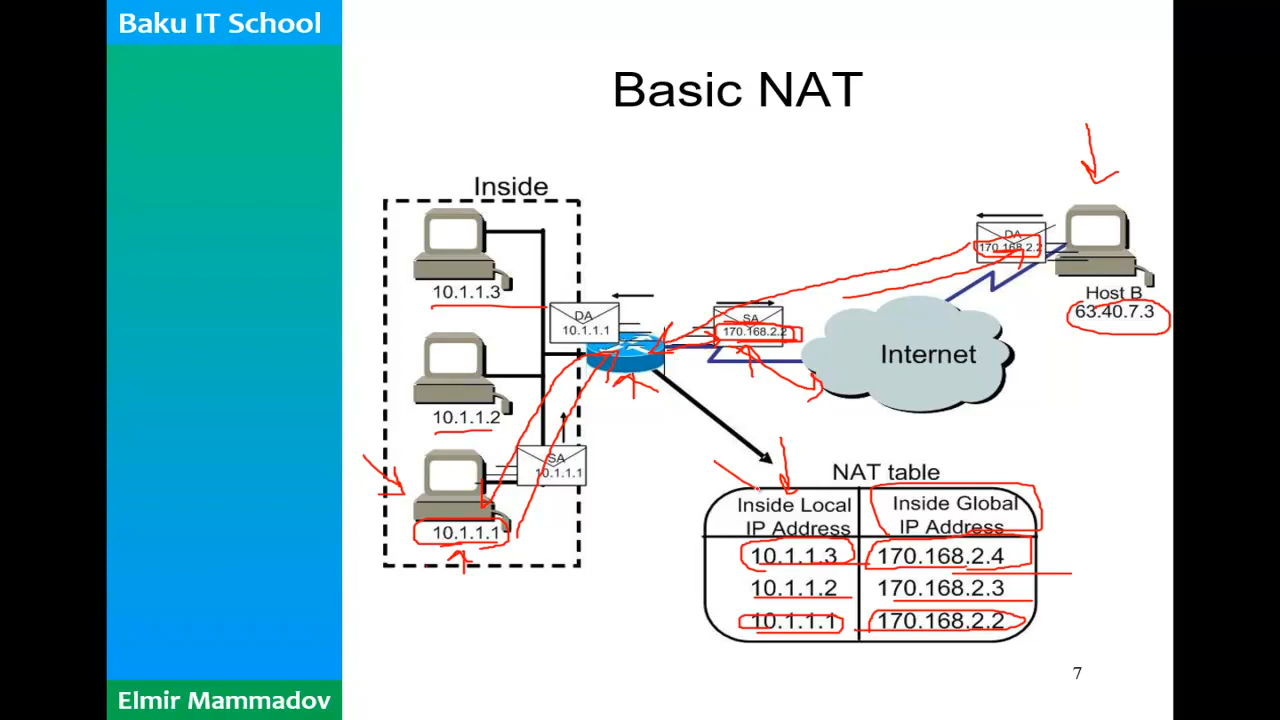 Baku IT School
Basic NAT
Inside
10.1.1.3
DA
10.1.1.1
10.1.1.2
SA
10.1.1.1
10.1.1.1
SA
170.168.2.2
DA
170.168.2.2
Host B
63.40.7.3
Internet
NAT table
Inside Local
IP Address
Inside Global
IP Address
10.1.1.3 170.168.2.4
10.1.1.2 170.168.2.3
10.1.1.1 170.168.2.2
7
Elmir Mammadov